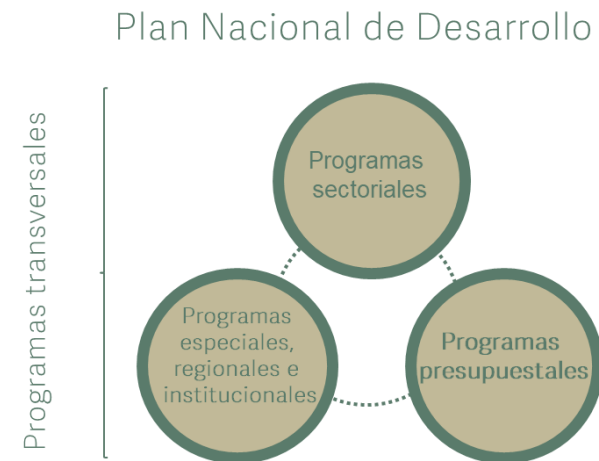 Plan Nacional de Desarrollo
Programas transversales
Programas
sectoriales
Programas
especiales,
regionales e
institucionales
Programas
presupuestales